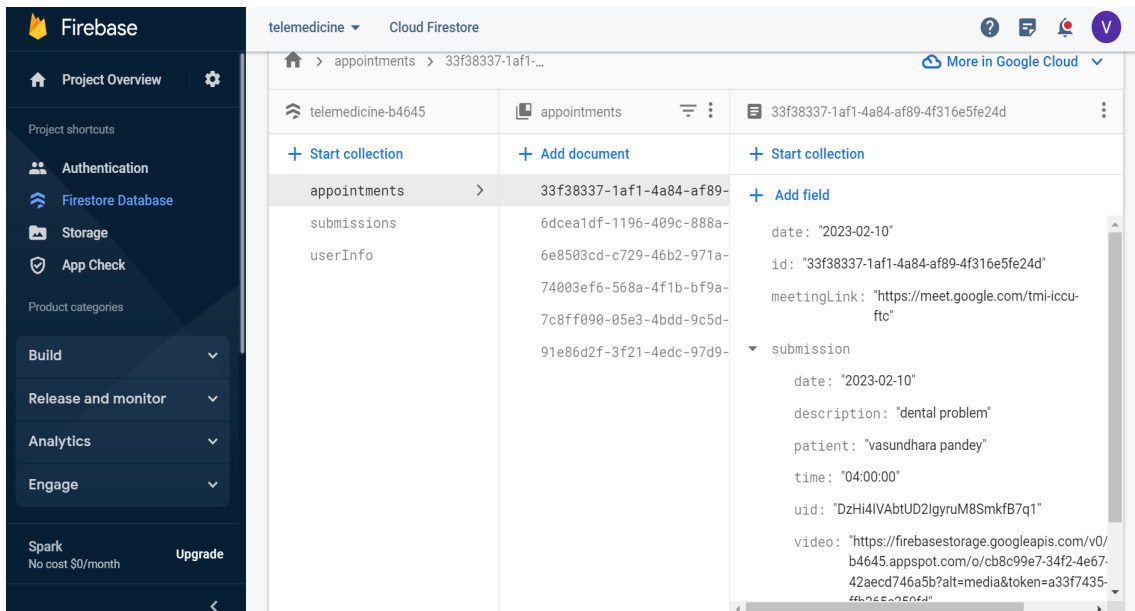 Firebase
telemedicine
Cloud Firestore
V
Project Overview
Project shortcuts
Authentication
Firestore Database
Storage
App Check
Product categories
Build
Release and monitor
Analytics
Engage
Spark
No cost $0/month
Upgrade
> appointments > 33f38337-1af1-…
More in Google Cloud
telemedicine-b4645
+ Start collection
appointments
submissions
userInfo
appointments
+ Add document
33f38337-1af1-4a84-af89-
6dcea1df-1196-409c-888a-
6e8503cd-c729-46b2-971a-
74003ef6-568a-4f1b-bf9a-
7c8ff090-05e3-4bdd-9c5d-
91e86d2f-3f21-4edc-97d9-
33f38337-1af1-4a84-af89-4f316e5fe24d
+ Start collection
+ Add field
date: "2023-02-10"
id: "33f38337-1af1-4a84-af89-4f316e5fe24d"
meetingLink: "https://meet.google.com/tmi-iccu-
ftc"
submission
date: "2023-02-10"
description: "dental problem"
patient: "vasundhara pandey"
time: "04:00:00"
uid: "DzHi4IVAbtUD2IgyruM8SmkfB7q1"
video: "https://firebasestorage.googleapis.com/v0/
b4645.appspot.com/o/cb8c99e7-34f2-4e67-
42aecd746a5b?alt=media&token=a33f7435-